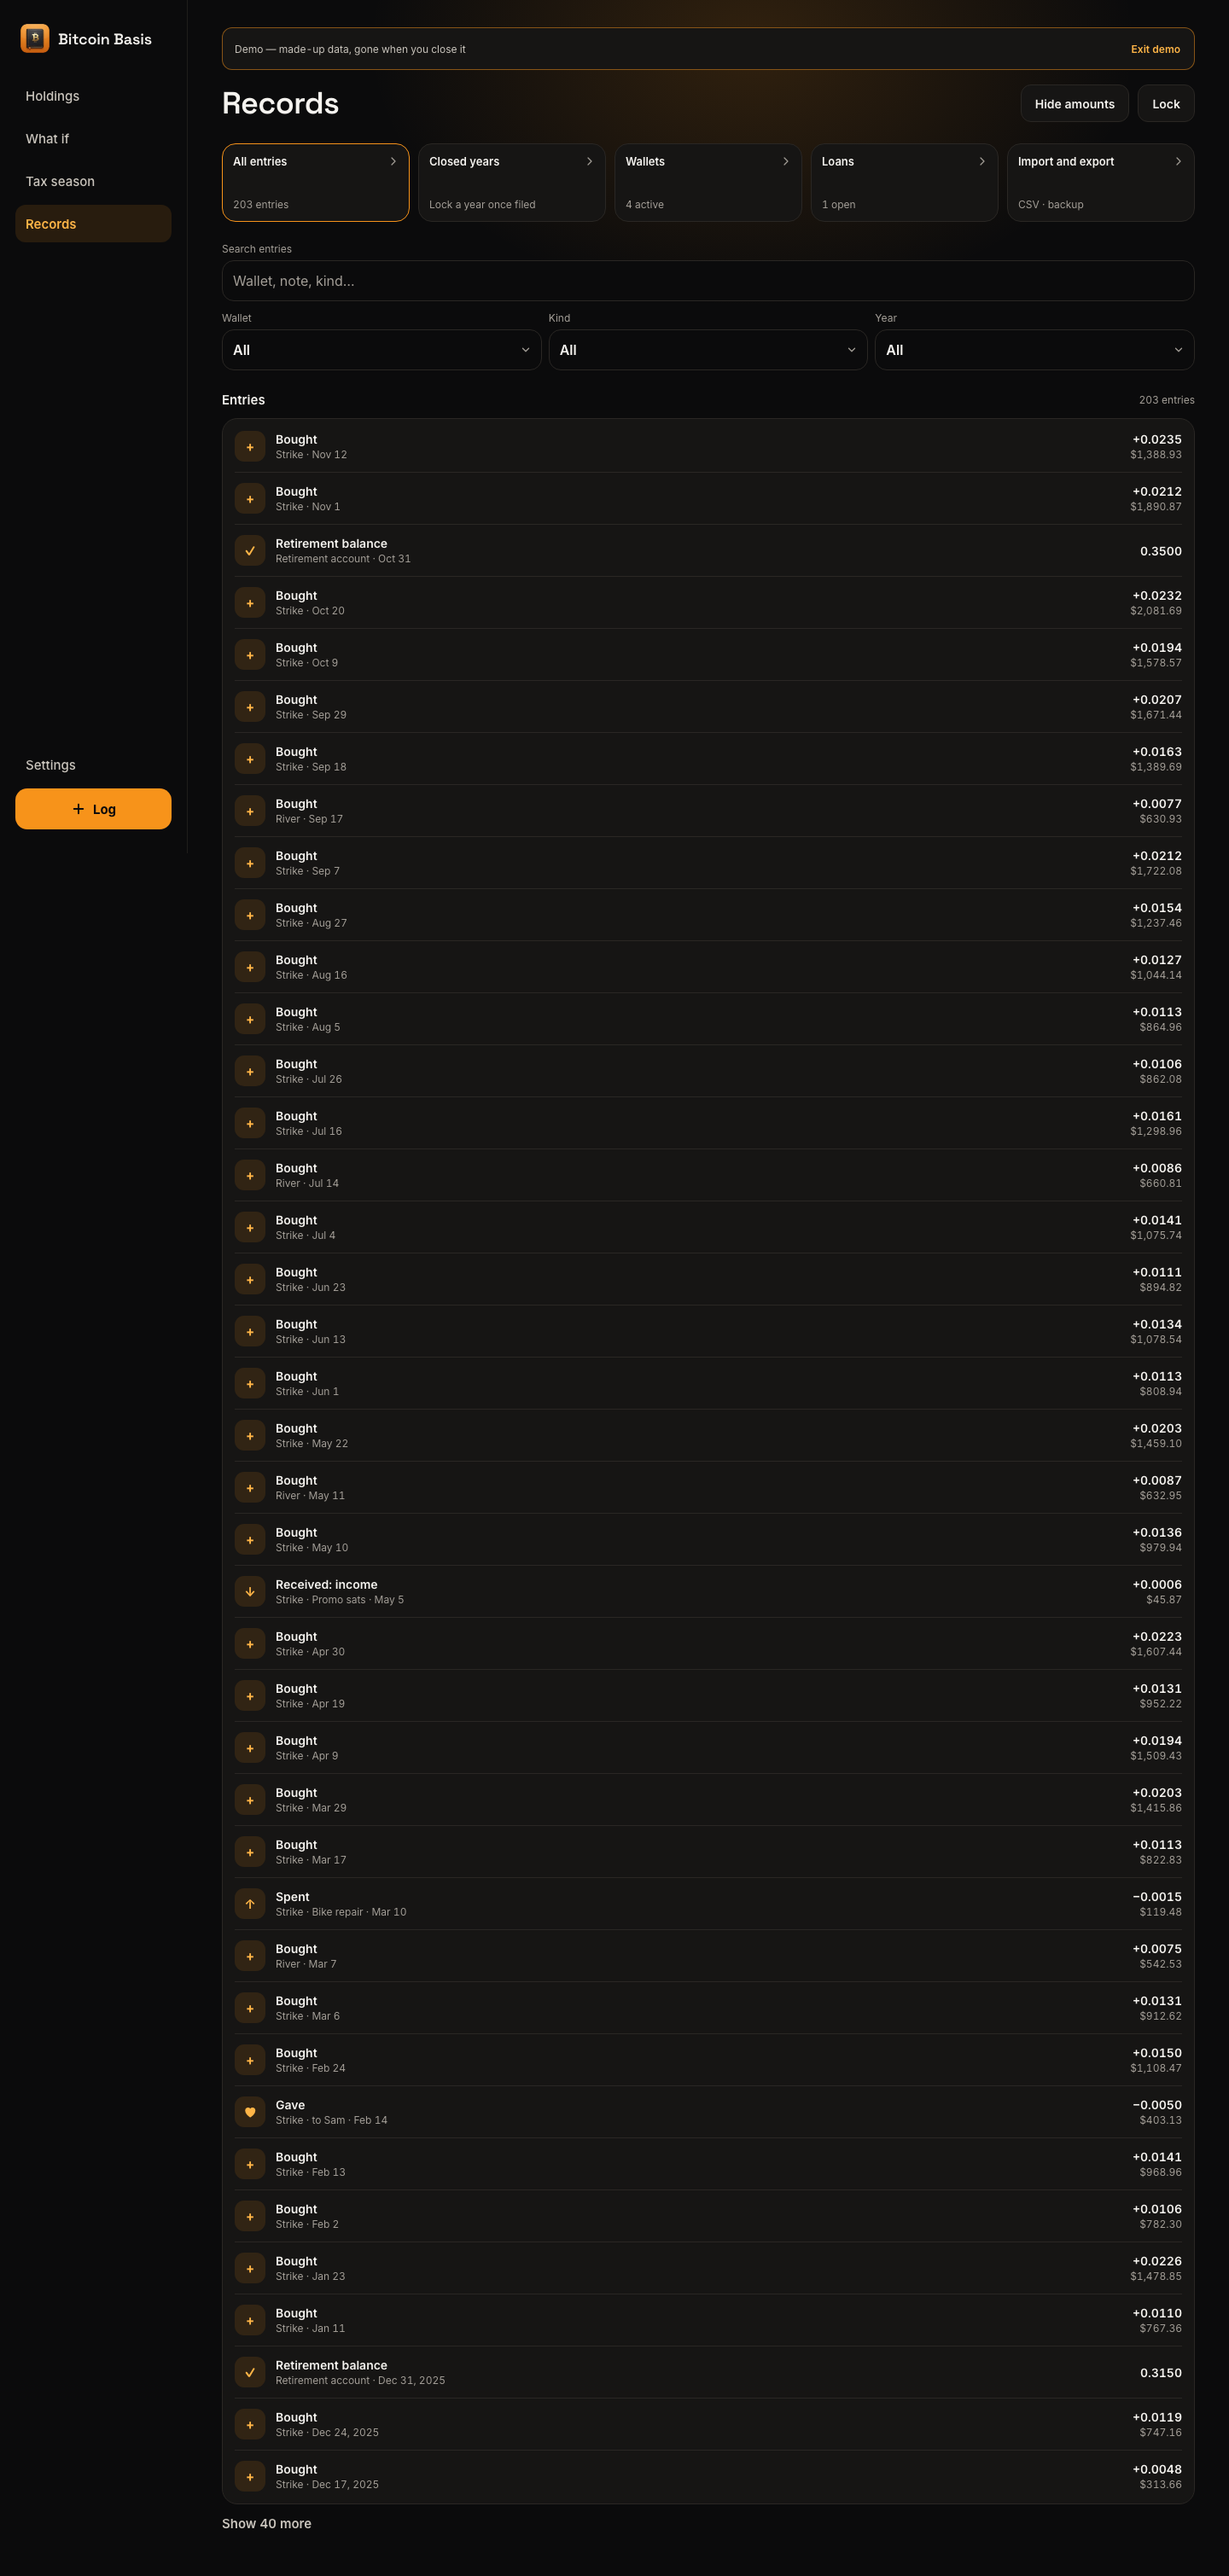 Bitcoin Basis
Holdings
What if
Tax season
Records
Settings
+ Log
Demo — made-up data, gone when you close it
Exit demo
Records
Hide amounts
Lock
All entries
203 entries
Closed years
Lock a year once filed
Wallets
4 active
Loans
1 open
Import and export
CSV · backup
Search entries
Wallet, note, kind...
Wallet
All
Kind
All
Year
All
Entries
203 entries
Bought
+0.0235
Strike · Nov 12
$1,388.93
Bought
+0.0212
Strike · Nov 1
$1,890.87
Retirement balance
Retirement account · Oct 31
0.3500
Bought
+0.0232
Strike · Oct 20
$2,081.69
Bought
+0.0194
Strike · Oct 9
$1,578.57
Bought
+0.0207
Strike · Sep 29
$1,671.44
Bought
+0.0163
Strike · Sep 18
$1,389.69
Bought
+0.0077
River · Sep 17
$630.93
Bought
+0.0212
Strike · Sep 7
$1,722.08
Bought
+0.0154
Strike · Aug 27
$1,237.46
Bought
+0.0127
Strike · Aug 16
$1,044.14
Bought
+0.0113
Strike · Aug 5
$864.96
Bought
+0.0106
Strike · Jul 26
$862.08
Bought
+0.0161
Strike · Jul 16
$1,298.96
Bought
+0.0086
River · Jul 14
$660.81
Bought
+0.0141
Strike · Jul 4
$1,075.74
Bought
+0.0111
Strike · Jun 23
$894.82
Bought
+0.0134
Strike · Jun 13
$1,078.54
Bought
+0.0113
Strike · Jun 1
$808.94
Bought
+0.0203
Strike · May 22
$1,459.10
Bought
+0.0087
River · May 11
$632.95
Bought
+0.0136
Strike · May 10
$979.94
Received: income
+0.0006
Strike · Promo sats · May 5
$45.87
Bought
+0.0223
Strike · Apr 30
$1,607.44
Bought
+0.0131
Strike · Apr 19
$952.22
Bought
+0.0194
Strike · Apr 9
$1,509.43
Bought
+0.0203
Strike · Mar 29
$1,415.86
Bought
+0.0113
Strike · Mar 17
$822.83
Spent
−0.0015
Strike · Bike repair · Mar 10
$119.48
Bought
+0.0075
River · Mar 7
$542.53
Bought
+0.0131
Strike · Mar 6
$912.62
Bought
+0.0150
Strike · Feb 24
$1,108.47
Gave
−0.0050
Strike · to Sam · Feb 14
$403.13
Bought
+0.0141
Strike · Feb 13
$968.96
Bought
+0.0106
Strike · Feb 2
$782.30
Bought
+0.0226
Strike · Jan 23
$1,478.85
Bought
+0.0110
Strike · Jan 11
$767.36
Retirement balance
Retirement account · Dec 31, 2025
0.3150
Bought
+0.0119
Strike · Dec 24, 2025
$747.16
Bought
+0.0048
Strike · Dec 17, 2025
$313.66
Show 40 more